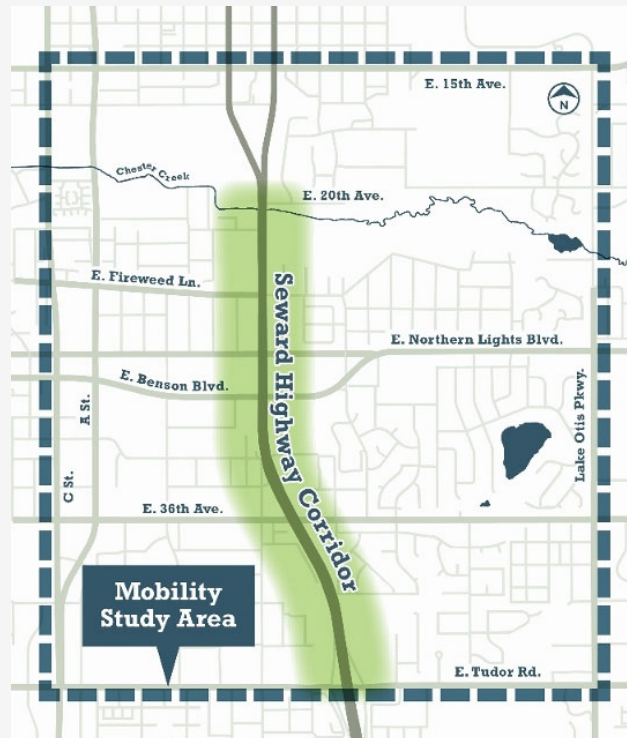 E. 15th Ave.
N
Chester Creek
E. 20th Ave.
E. Fireweed Ln.
Seward Highway Corridor
E. Northern Lights Blvd.
E. Benson Blvd.
A St.
Lake Otis Pkwy.
C St.
E. 36th Ave.
Mobility
Study Area
E. Tudor Rd.